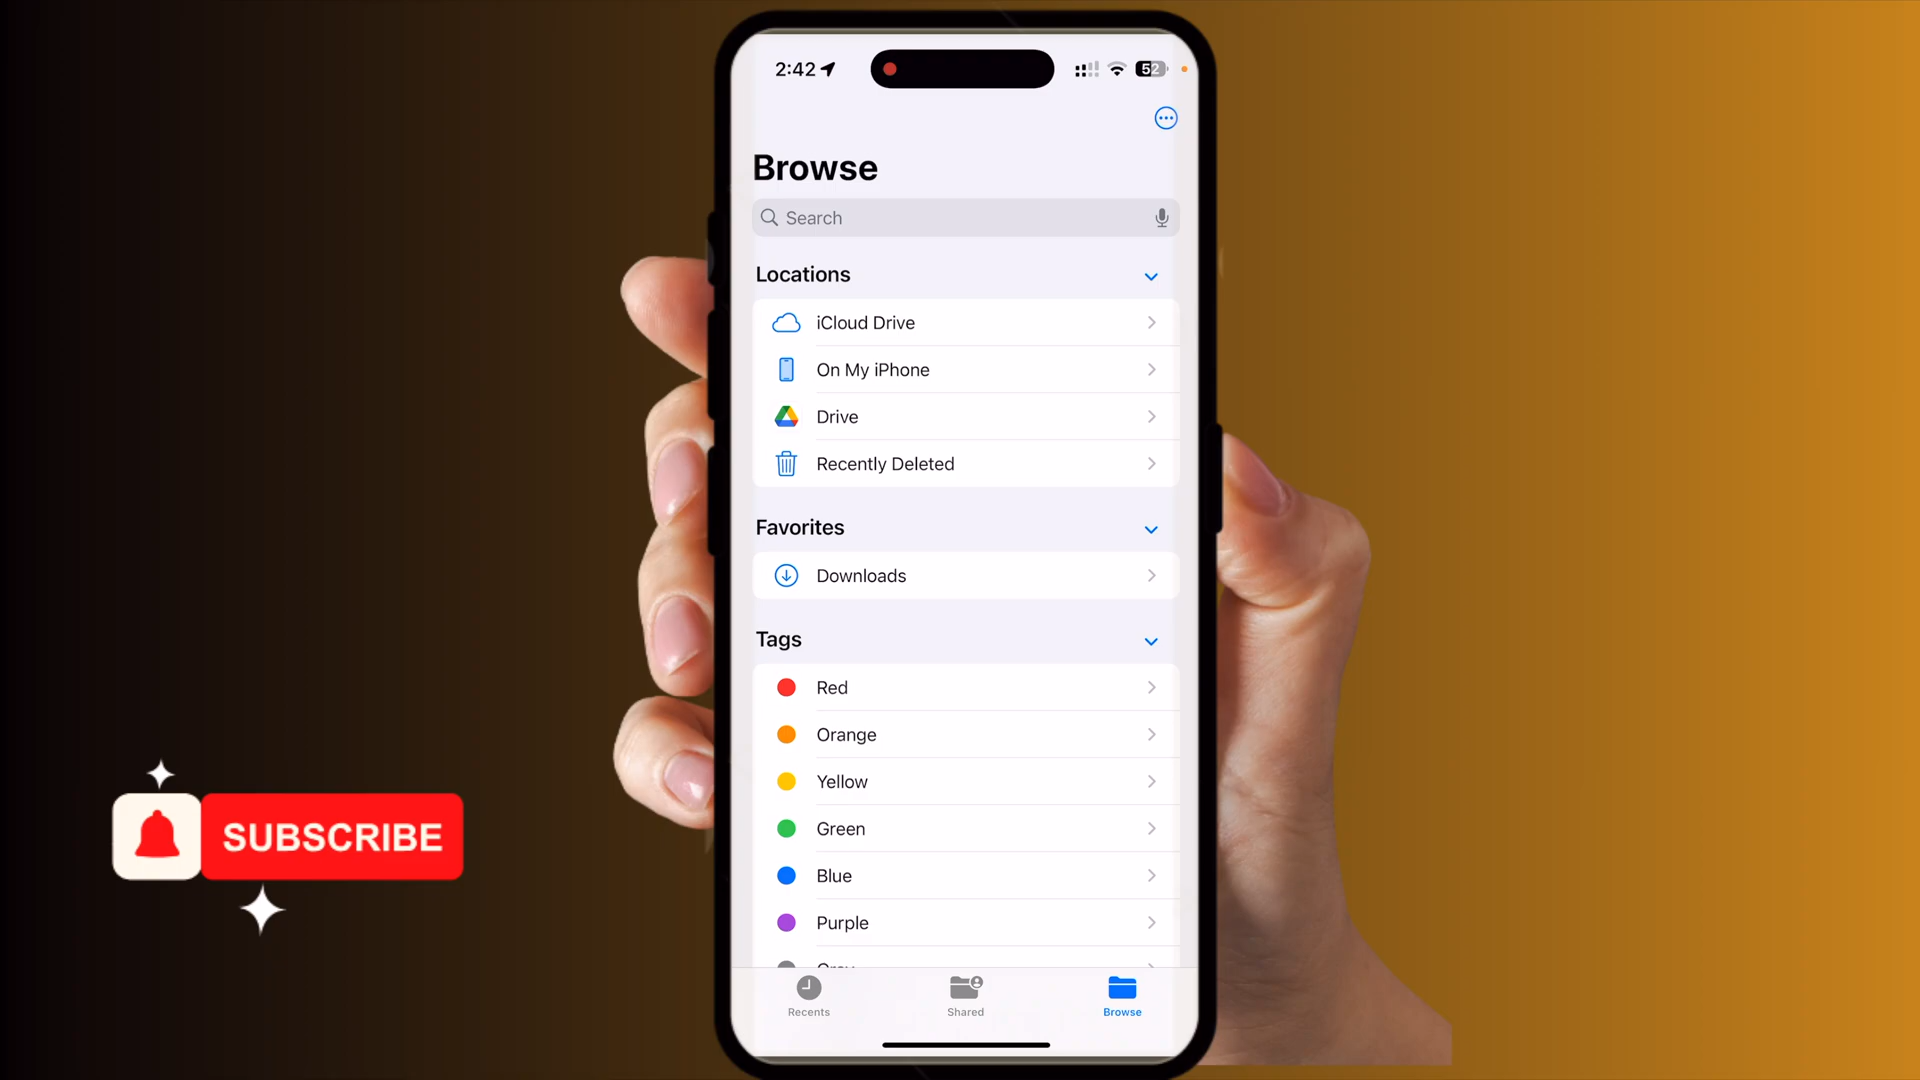 2:42
52
Browse
Search
Locations
iCloud Drive
On My iPhone
Drive
Recently Deleted
Favorites
Downloads
Tags
Red
Orange
Yellow
Green
Blue
Purple
Recents
Shared
Browse
SUBSCRIBE